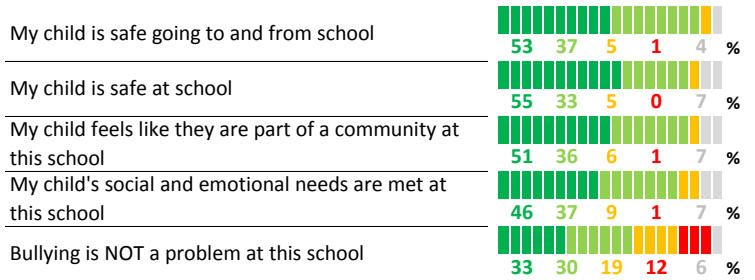 My child is safe going to and from school
53 37 5 1 4 %
My child is safe at school
55 33 5 0 7 %
My child feels like they are part of a community at
this school
51 36 6 1 7 %
My child's social and emotional needs are met at
this school
46 37 9 1 7 %
Bullying is NOT a problem at this school
33 30 19 12 6 %